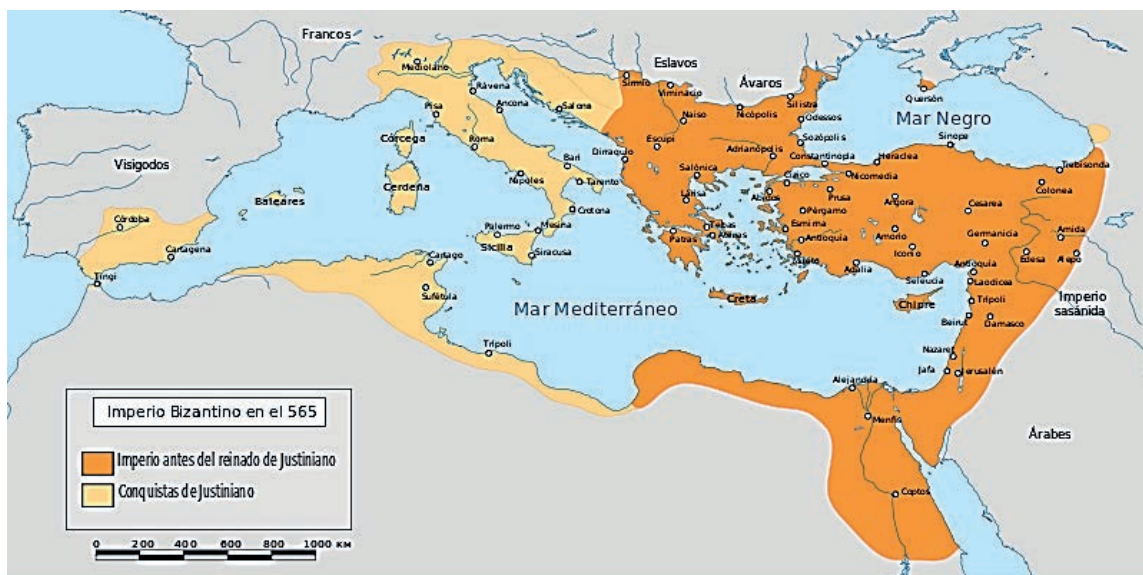 Francos
Eslavos
Ávaros
Mediolano
Rávena
Pisa
Ancona
Salona
Sirmio
Viminacio
Naiso
Nicópolis
Silistra
Odessos
Quersón
Mar Negro
Sinope
Córcega
Roma
Bari
Dirraquio
Escupi
Sozópolis
Adrianópolis
Constantinopla
Heraclea
Trebisonda
Visigodos
Cerdeña
Nápoles
Tarento
Salónica
Cícico
Nicomedia
Colonea
Baleares
Crotona
Lárisa
Abidos
Prusa
Angora
Cesarea
Córdoba
Palermo
Mesina
Pérgamo
Cartagena
Sicilia
Siracusa
Patras
Tebas
Atenas
Esmirna
Antioquía
Amorio
Iconio
Germanicia
Amida
Tingi
Cartago
Mileto
Adalia
Seleucia
Antioquía
Edesa
Alepo
Sufétula
Mar Mediterráneo
Creta
Chipre
Laodicea
Trípoli
Imperio
sasánida
Beirut
Damasco
Trípoli
Nazaret
Jafa
Jerusalén
Alejandría
Menfis
Árabes
Coptos
Imperio Bizantino en el 565
Imperio antes del reinado de Justiniano
Conquistas de Justiniano
0 200 400 600 800 1000 KM